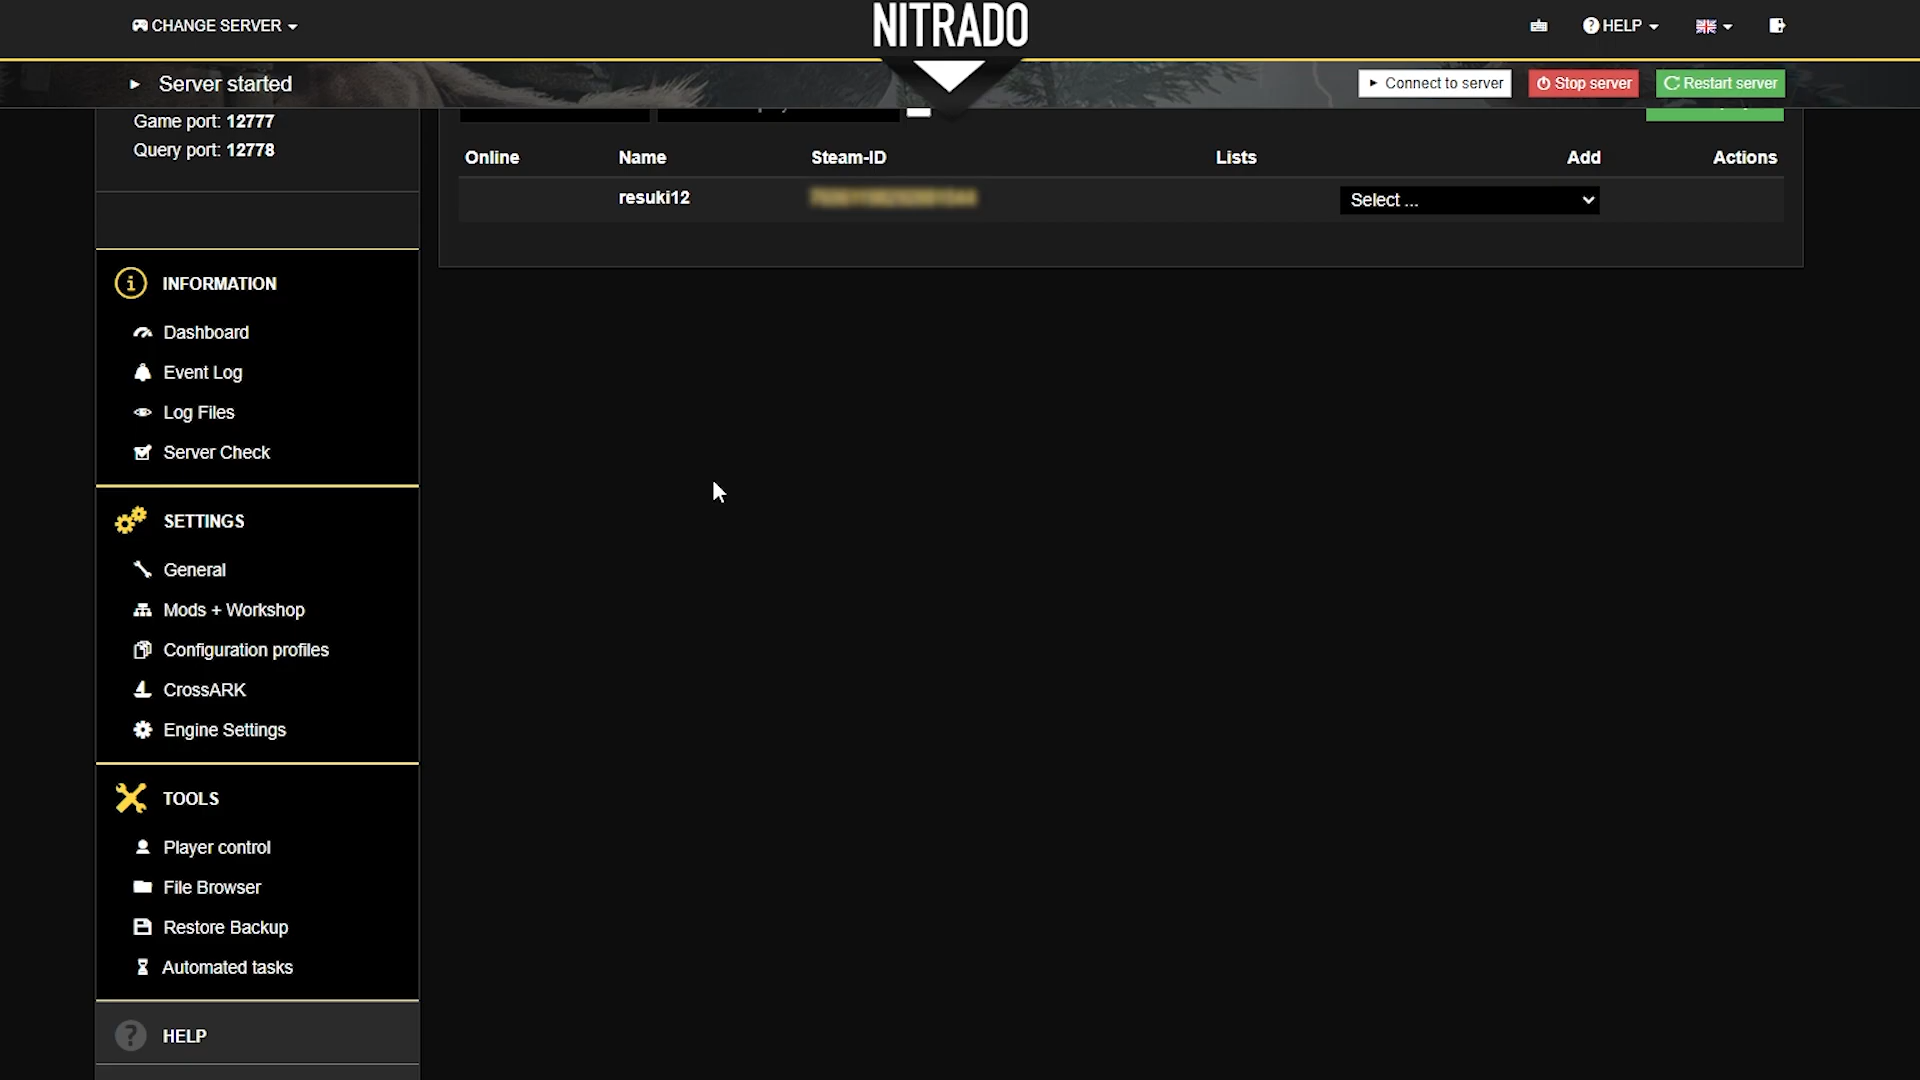 CHANGE SERVER
NITRADO
HELP
Server started
Connect to server
Stop server
Restart server
Game port: 12777
Query port: 12778
Online Name Steam-ID Lists Add Actions
resuki12
Select ...
INFORMATION
Dashboard
Event Log
Log Files
Server Check
SETTINGS
General
Mods + Workshop
Configuration profiles
CrossARK
Engine Settings
TOOLS
Player control
File Browser
Restore Backup
Automated tasks
HELP